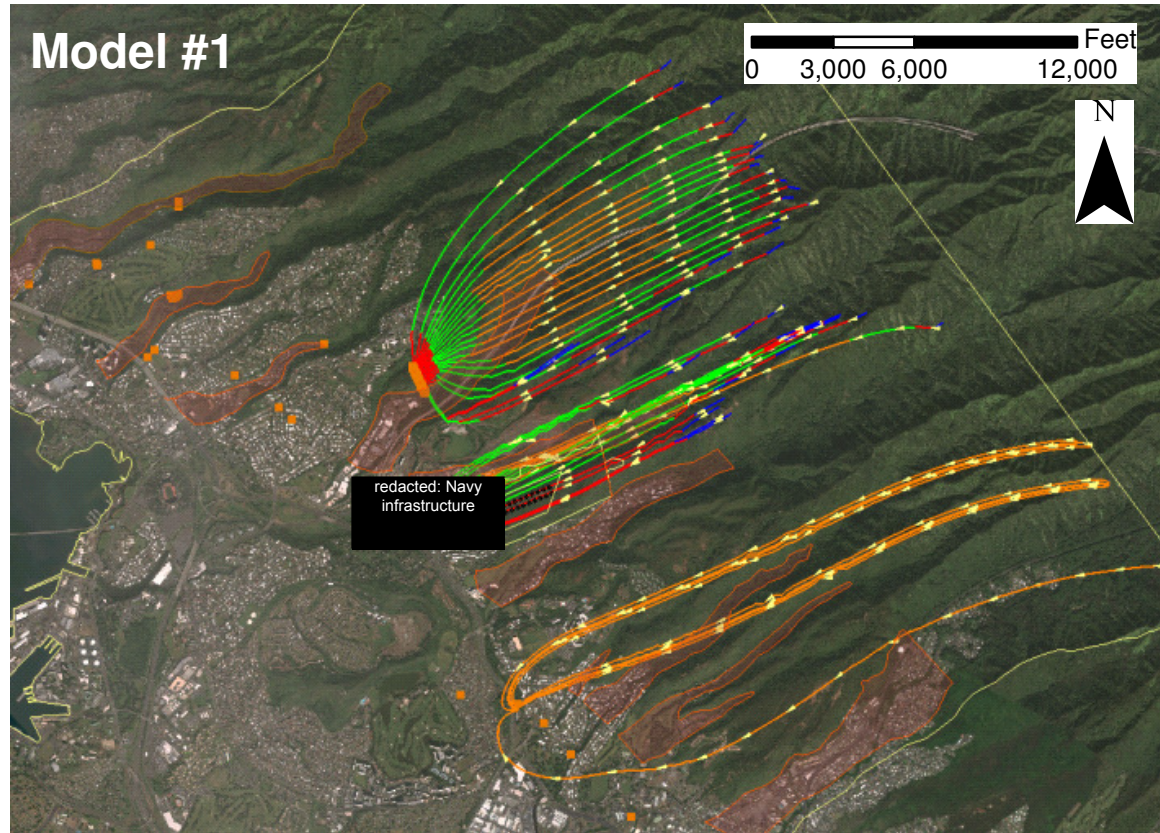 Model #1
Feet
0 3,000 6,000 12,000
N
redacted: Navy
infrastructure